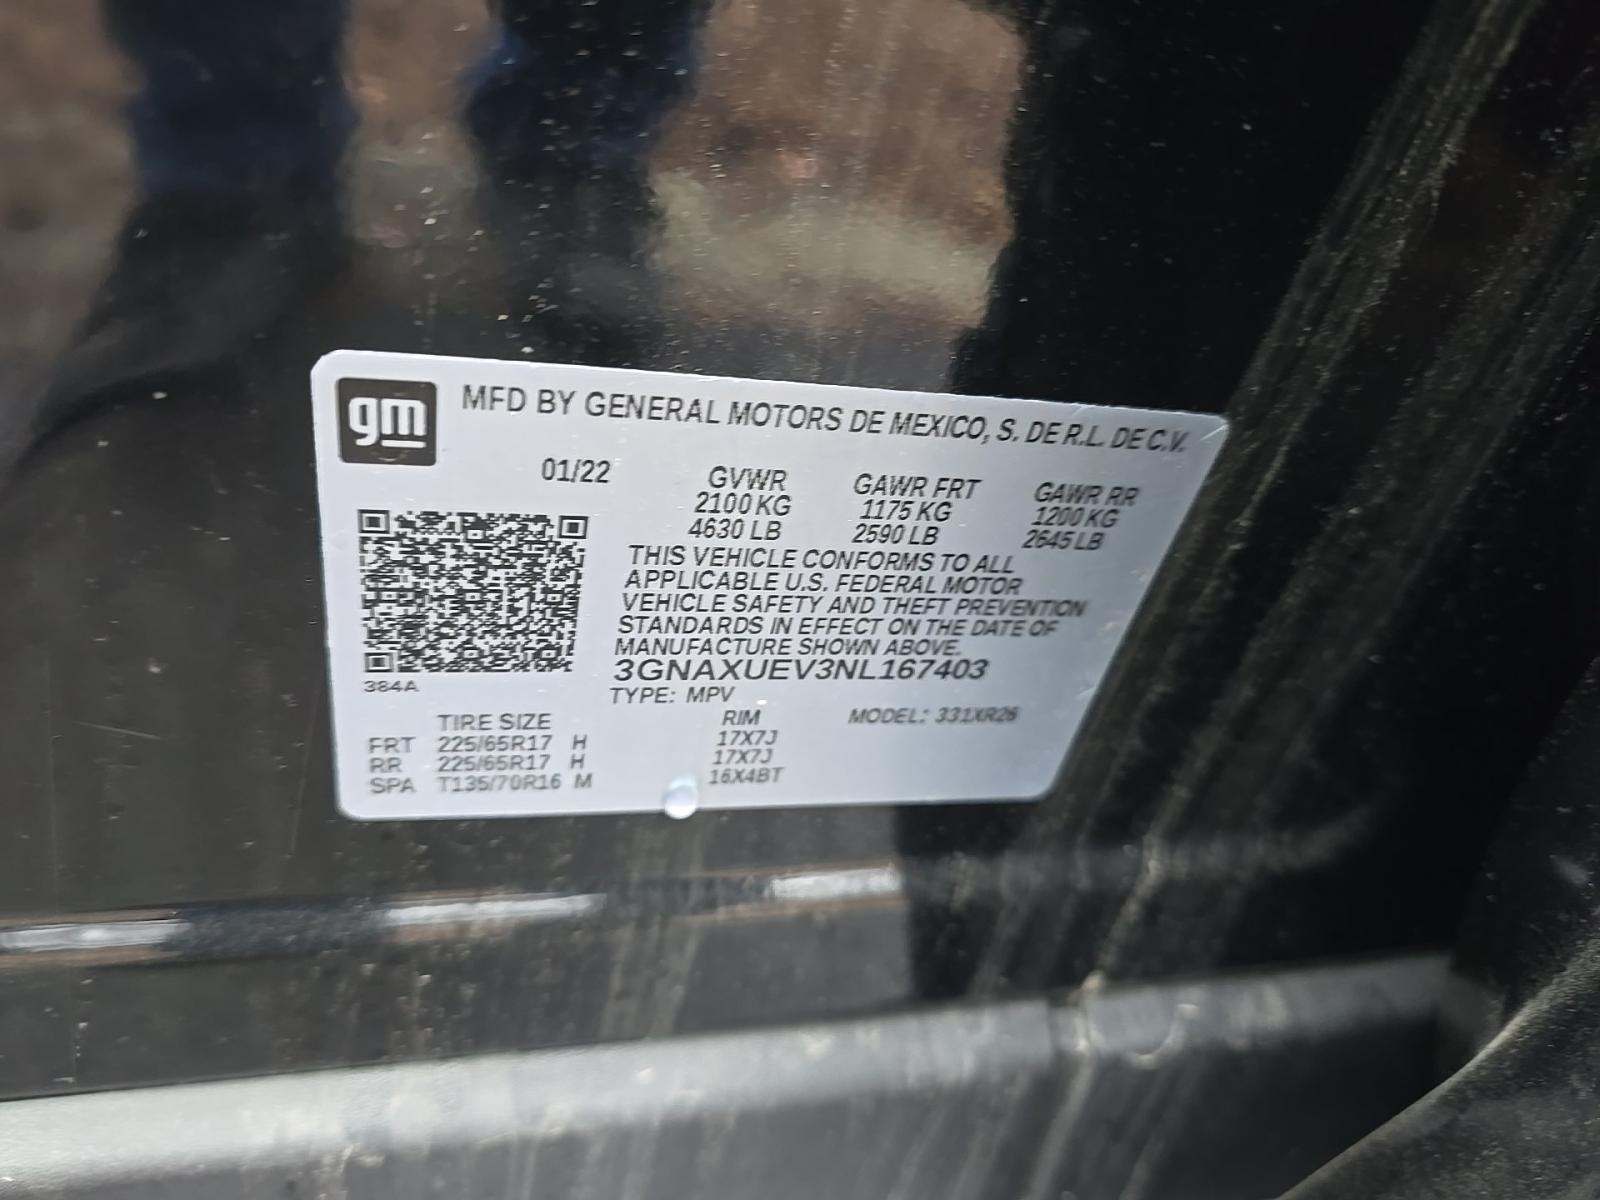 gm MFD BY GENERAL MOTORS DE MEXICO, S. DE R.L. DE C.V.
01/22 GVWR GAWR FRT GAWR RR
2100 KG 1175 KG 1200 KG
4630 LB 2590 LB 2645 LB
THIS VEHICLE CONFORMS TO ALL
APPLICABLE U.S. FEDERAL MOTOR
VEHICLE SAFETY AND THEFT PREVENTION
STANDARDS IN EFFECT ON THE DATE OF
MANUFACTURE SHOWN ABOVE.
3GNAXUEV3NL167403
384A
TYPE: MPV
TIRE SIZE RIM MODEL: 331XR26
FRT 225/65R17 H 17X7J
RR 225/65R17 H 17X7J
SPA T135/70R16 M 16X4BT